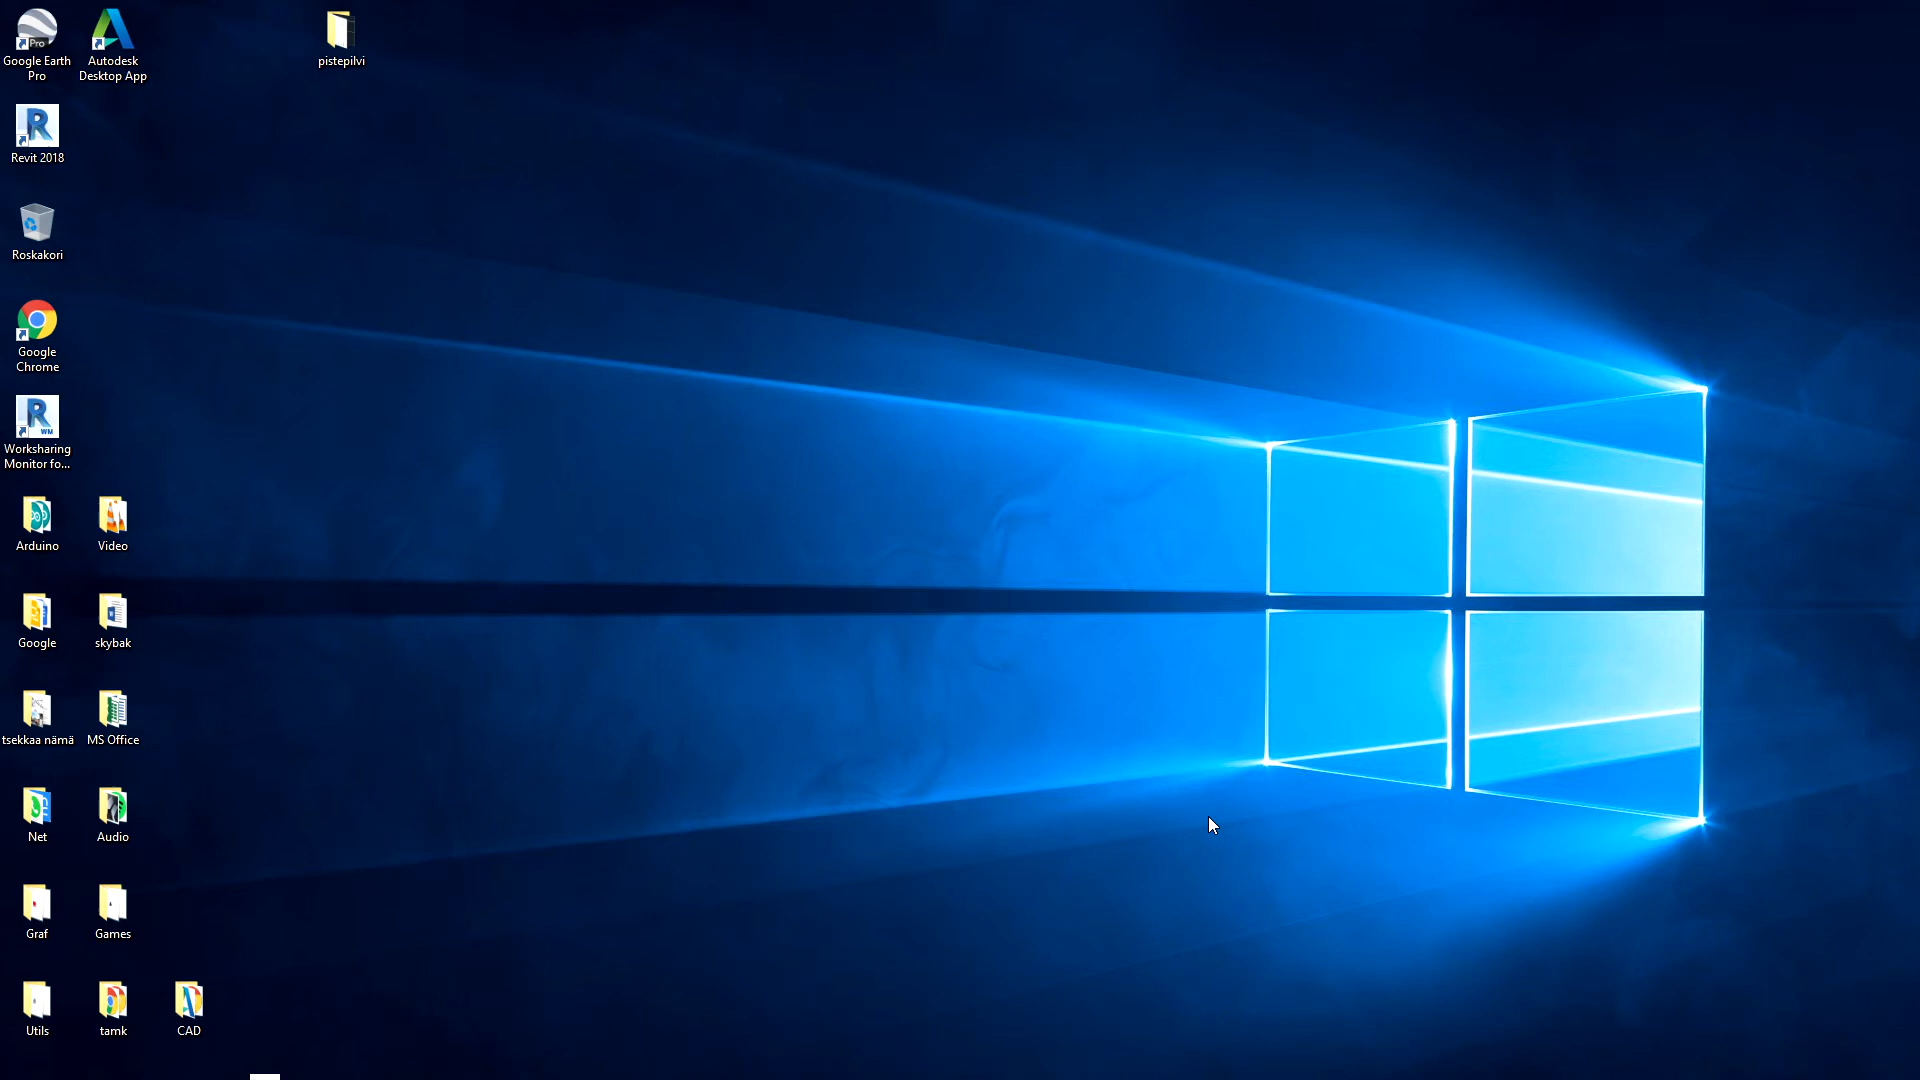 Google Earth
Pro
Autodesk
Desktop App
pistepilvi
Revit 2018
Roskakori
Google
Chrome
Worksharing
Monitor fo...
Arduino
Video
Google
skybak
tsekkaa nämä
MS Office
Net
Audio
Graf
Games
Utils
tamk
CAD